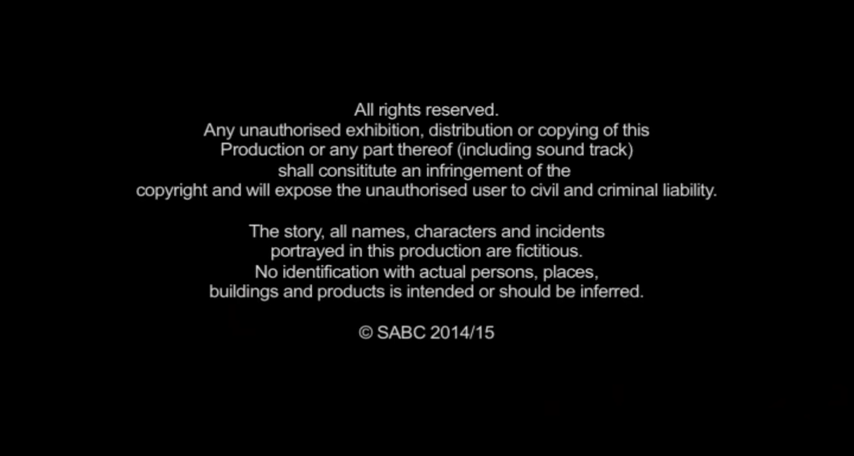 All rights reserved.
Any unauthorised exhibition, distribution or copying of this
Production or any part thereof (including sound track)
shall consititute an infringement of the
copyright and will expose the unauthorised user to civil and criminal liability.
The story, all names, characters and incidents
portrayed in this production are fictitious.
No identification with actual persons, places,
buildings and products is intended or should be inferred.
© SABC 2014/15